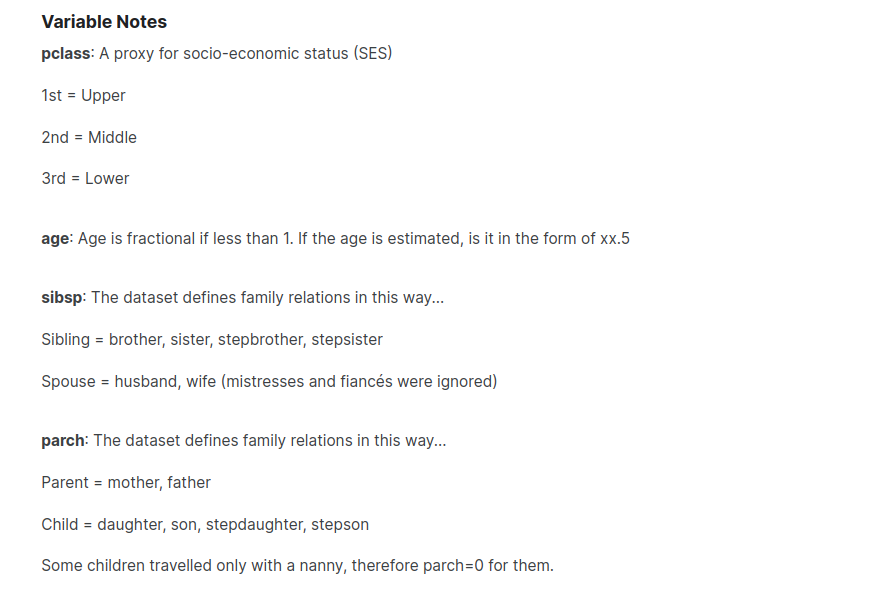 Variable Notes
pclass: A proxy for socio-economic status (SES)
1st = Upper
2nd = Middle
3rd = Lower
age: Age is fractional if less than 1. If the age is estimated, is it in the form of xx.5
sibsp: The dataset defines family relations in this way...
Sibling = brother, sister, stepbrother, stepsister
Spouse = husband, wife (mistresses and fiancés were ignored)
parch: The dataset defines family relations in this way...
Parent = mother, father
Child = daughter, son, stepdaughter, stepson
Some children travelled only with a nanny, therefore parch=0 for them.